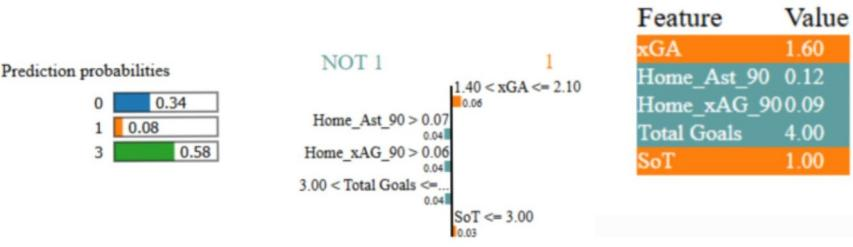 Prediction probabilities
0 0.34
1 0.08
3 0.58
NOT 1 1
1.40 < xGA <= 2.10
0.06
Home_Ast_90 > 0.07
0.04
Home_xAG_90 > 0.06
0.04
3.00 < Total Goals <=...
0.04
SoT <= 3.00
0.03
Feature Value
xGA 1.60
Home_Ast_90 0.12
Home_xAG_90 0.09
Total Goals 4.00
SoT 1.00